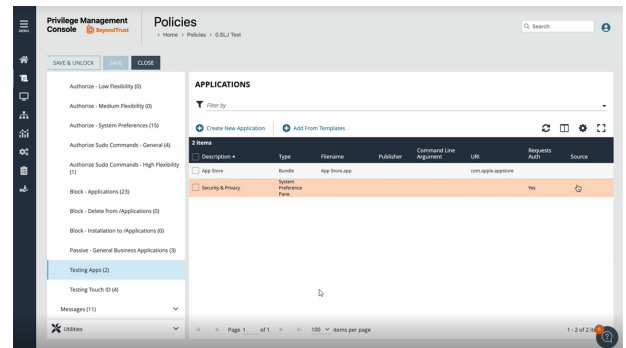 MENU
Privilege Management
Console BeyondTrust
Policies
> Home > Policies > 0.SLJ Test
Search
SAVE & UNLOCK SAVE CLOSE
Authorize - Low Flexibility (0)
Authorize - Medium Flexibility (0)
Authorize - System Preferences (15)
Authorize Sudo Commands - General (4)
Authorize Sudo Commands - High Flexibility
(1)
Block - Applications (23)
Block - Delete from /Applications (0)
Block - Installation to /Applications (0)
Passive - General Business Applications (3)
Testing Apps (2)
Testing Touch ID (4)
Messages (11)
Utilities
APPLICATIONS
Filter by
Create New Application Add From Templates
2 items
Description Type Filename Publisher Command Line Argument URI Requests Auth Source
App Store Bundle App Store.app com.apple.appstore
Security & Privacy System Preference Pane Yes
Page 1 of 1 100 items per page
1 - 2 of 2